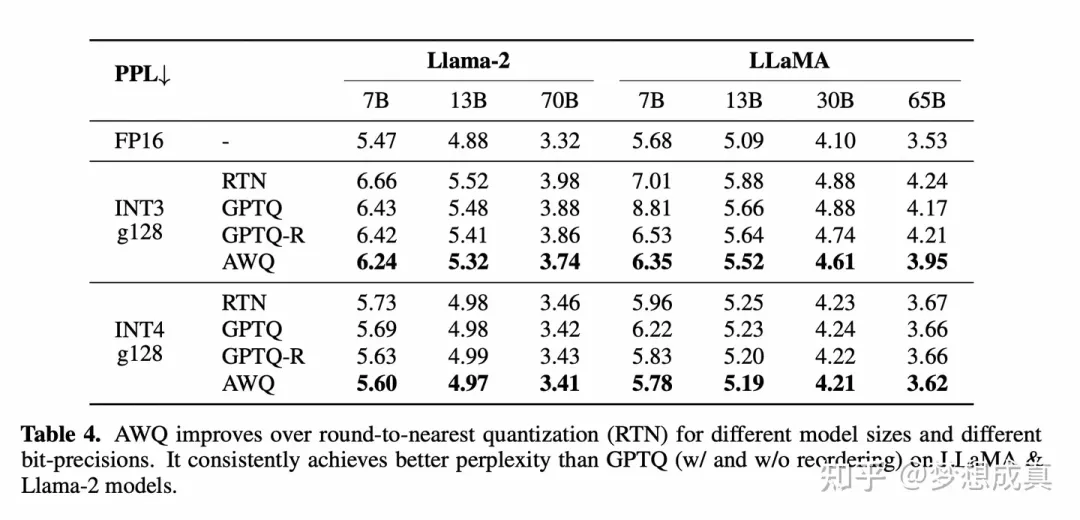 PPL↓ Llama-2 LLaMA
7B 13B 70B 7B 13B 30B 65B
FP16 - 5.47 4.88 3.32 5.68 5.09 4.10 3.53
RTN 6.66 5.52 3.98 7.01 5.88 4.88 4.24
INT3 GPTQ 6.43 5.48 3.88 8.81 5.66 4.88 4.17
g128 GPTQ-R 6.42 5.41 3.86 6.53 5.64 4.74 4.21
AWQ 6.24 5.32 3.74 6.35 5.52 4.61 3.95
RTN 5.73 4.98 3.46 5.96 5.25 4.23 3.67
INT4 GPTQ 5.69 4.98 3.42 6.22 5.23 4.24 3.66
g128 GPTQ-R 5.63 4.99 3.43 5.83 5.20 4.22 3.66
AWQ 5.60 4.97 3.41 5.78 5.19 4.21 3.62
Table 4. AWQ improves over round-to-nearest quantization (RTN) for different model sizes and different
bit-precisions. It consistently achieves better perplexity than GPTQ (w/ and w/o reordering) on LLaMA &
Llama-2 models.
知乎 @梦想成真